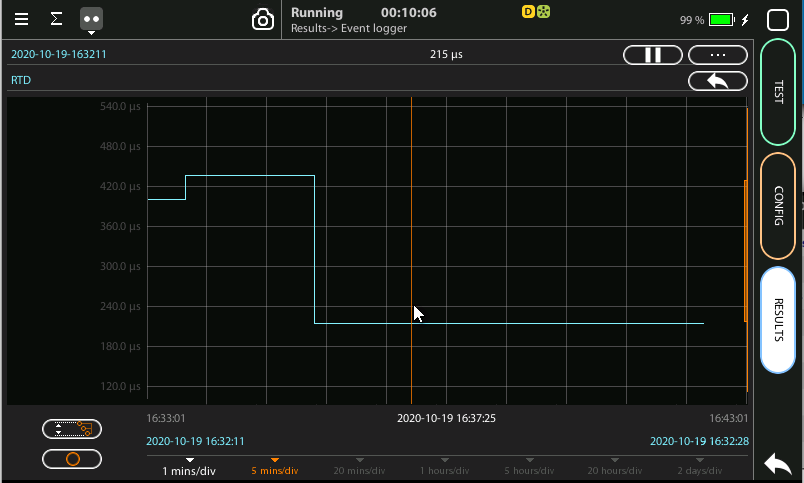 Running 00:10:06 D 99 %
Results-> Event logger
2020-10-19-163211 215 µs ...
RTD
TEST
CONFIG
RESULTS
540.0 µs
480.0 µs
420.0 µs
360.0 µs
300.0 µs
240.0 µs
180.0 µs
120.0 µs
16:33:01 2020-10-19 16:37:25 16:43:01
2020-10-19 16:32:11 2020-10-19 16:32:28
1 mins/div 5 mins/div 20 mins/div 1 hours/div 5 hours/div 20 hours/div 2 days/div